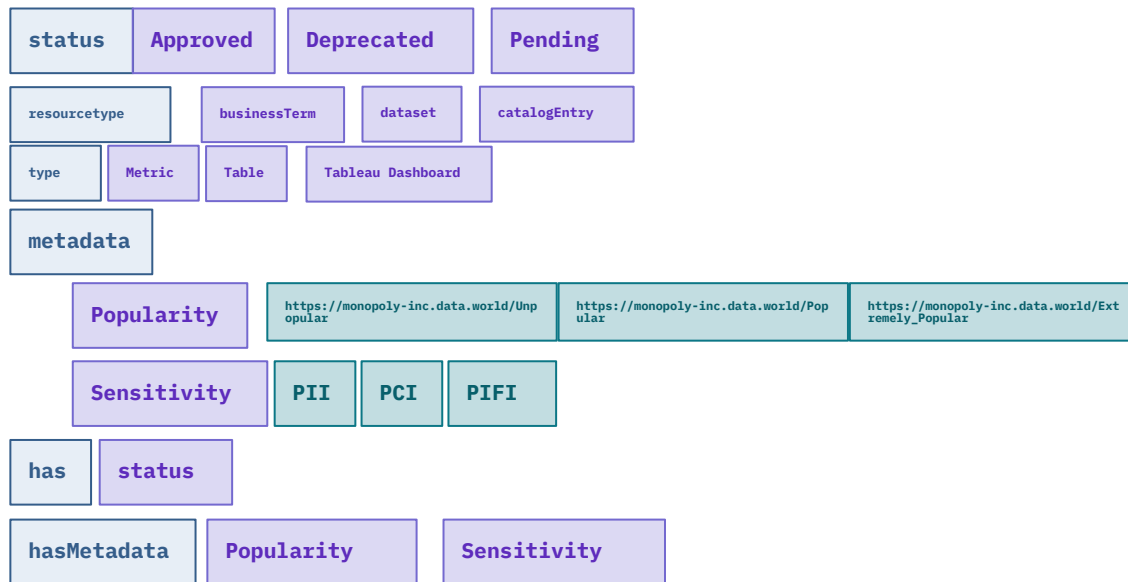 status Approved Deprecated Pending
resourcetype businessTerm dataset catalogEntry
type Metric Table Tableau Dashboard
metadata
Popularity https://monopoly-inc.data.world/Unp https://monopoly-inc.data.world/Pop https://monopoly-inc.data.world/Ext
opular ular remely_Popular
Sensitivity PII PCI PIFI
has status
hasMetadata Popularity Sensitivity